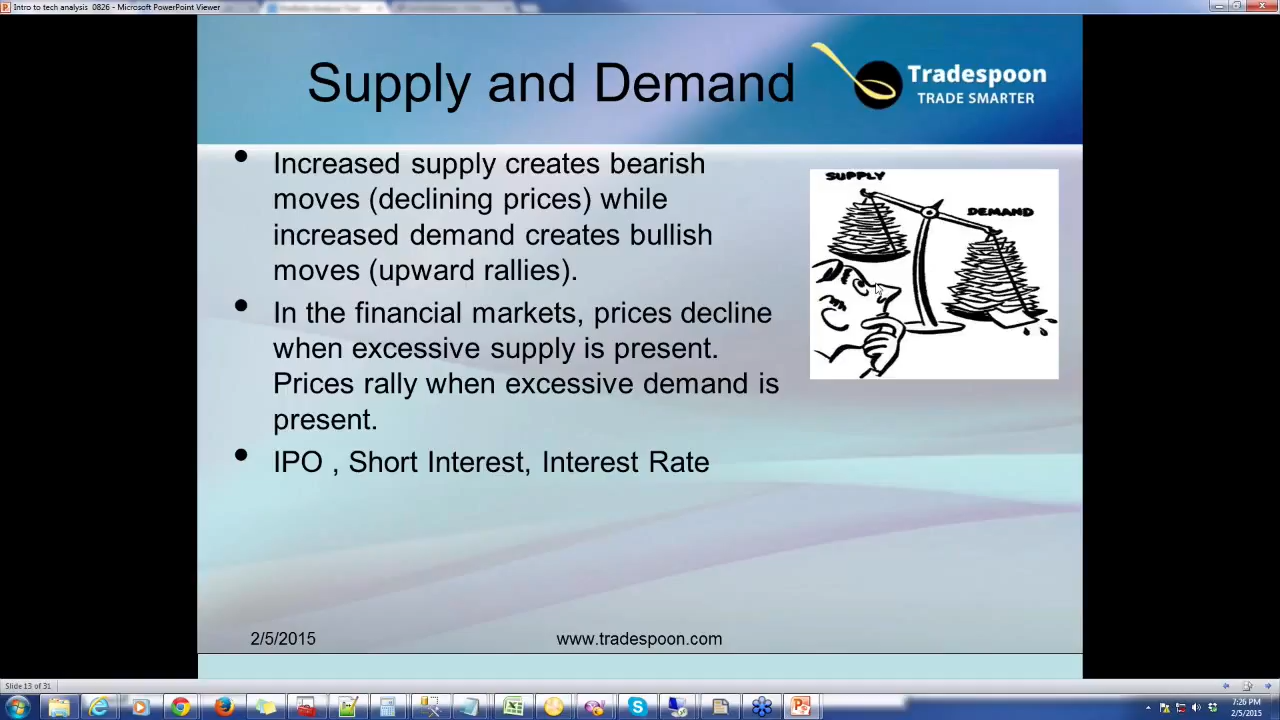 Intro to tech analysis 0826 - Microsoft PowerPoint Viewer
Supply and Demand
Tradespoon
TRADE SMARTER
• Increased supply creates bearish
moves (declining prices) while
increased demand creates bullish
moves (upward rallies).
• In the financial markets, prices decline
when excessive supply is present.
Prices rally when excessive demand is
present.
• IPO , Short Interest, Interest Rate
SUPPLY
DEMAND
2/5/2015
www.tradespoon.com
Slide 13 of 31
7:26 PM
2/5/2015